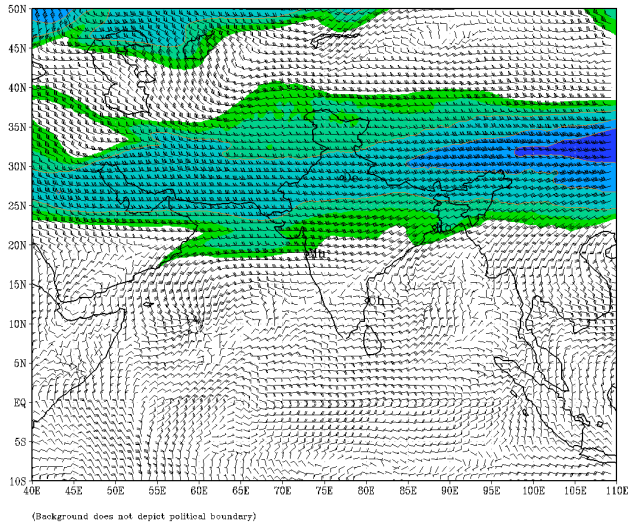 50N
45N
40N
35N
30N
25N
20N
15N
10N
5N
EQ
5S
10S
40E 45E 50E 55E 60E 65E 70E 75E 80E 85E 90E 95E 100E 105E 110E
(Background does not depict political boundary)